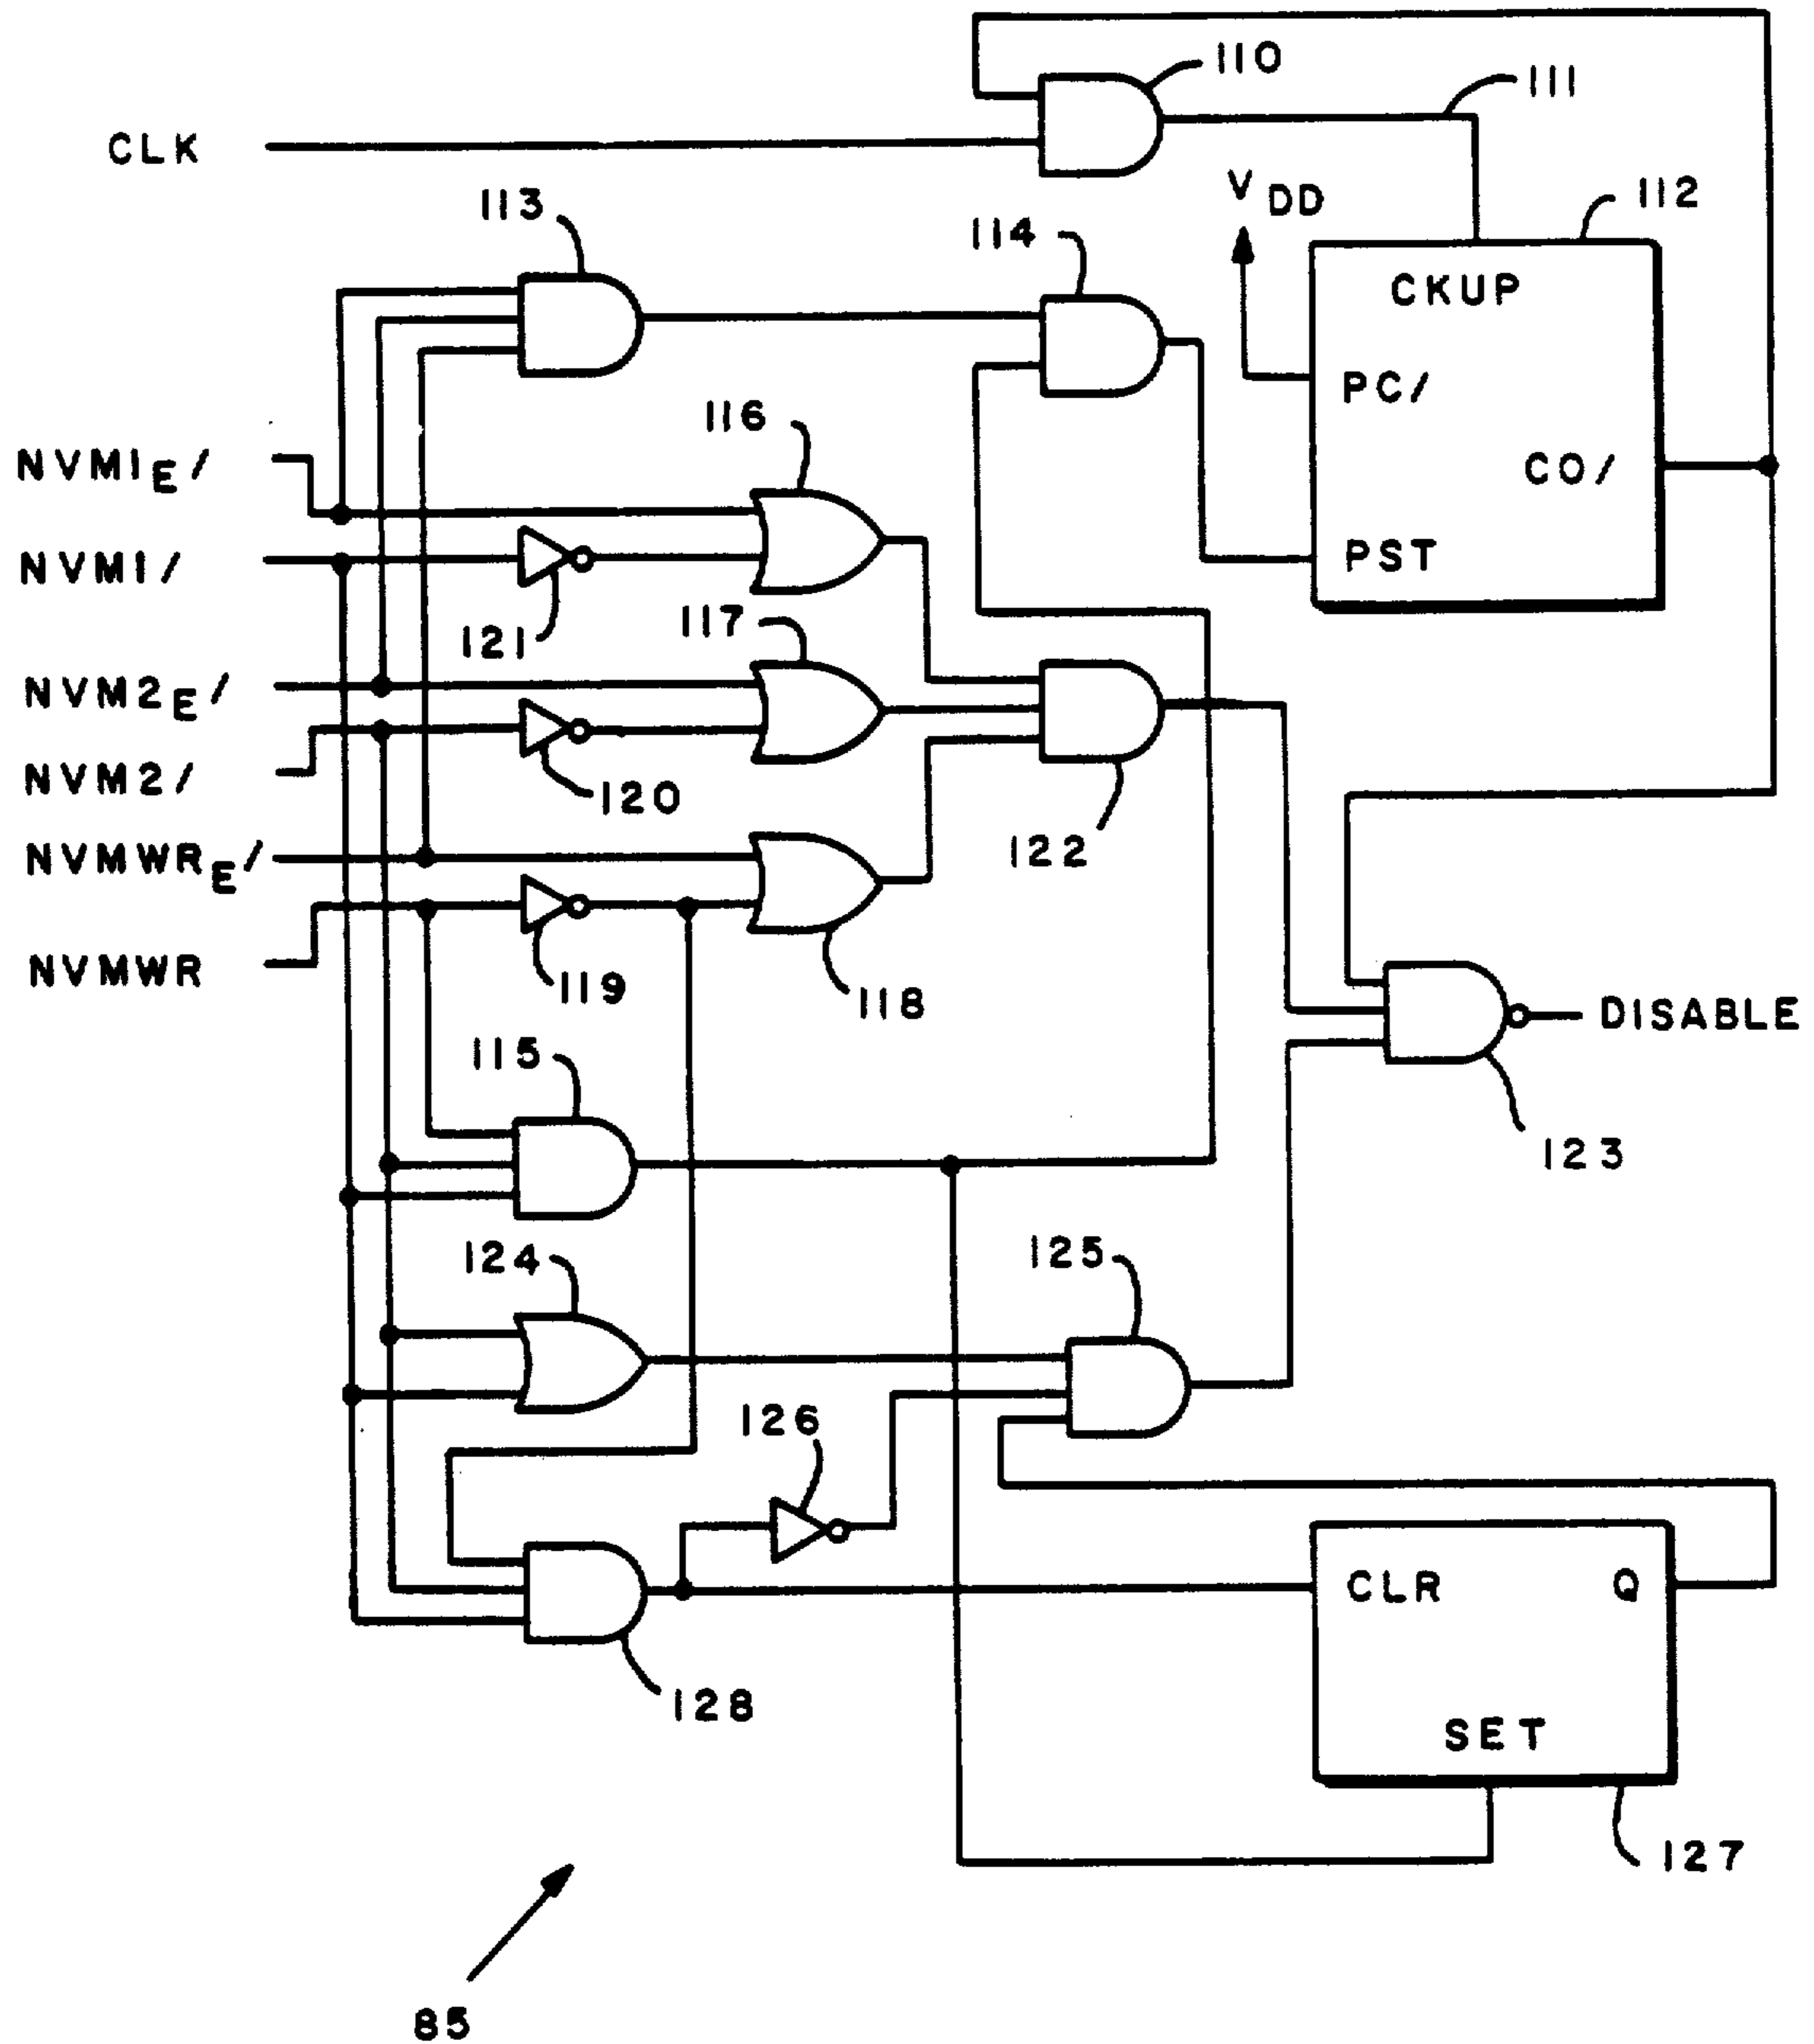 110
111
CLK
113
V DD
112
114
CKUP
PC/
116
NVM1E/
CO/
NVM1/
PST
121
117
NVM2E/
NVM2/
120
122
NVMWRE/
NVMWR
119
118
DISABLE
115
123
124
125
126
CLR Q
128
SET
127
85